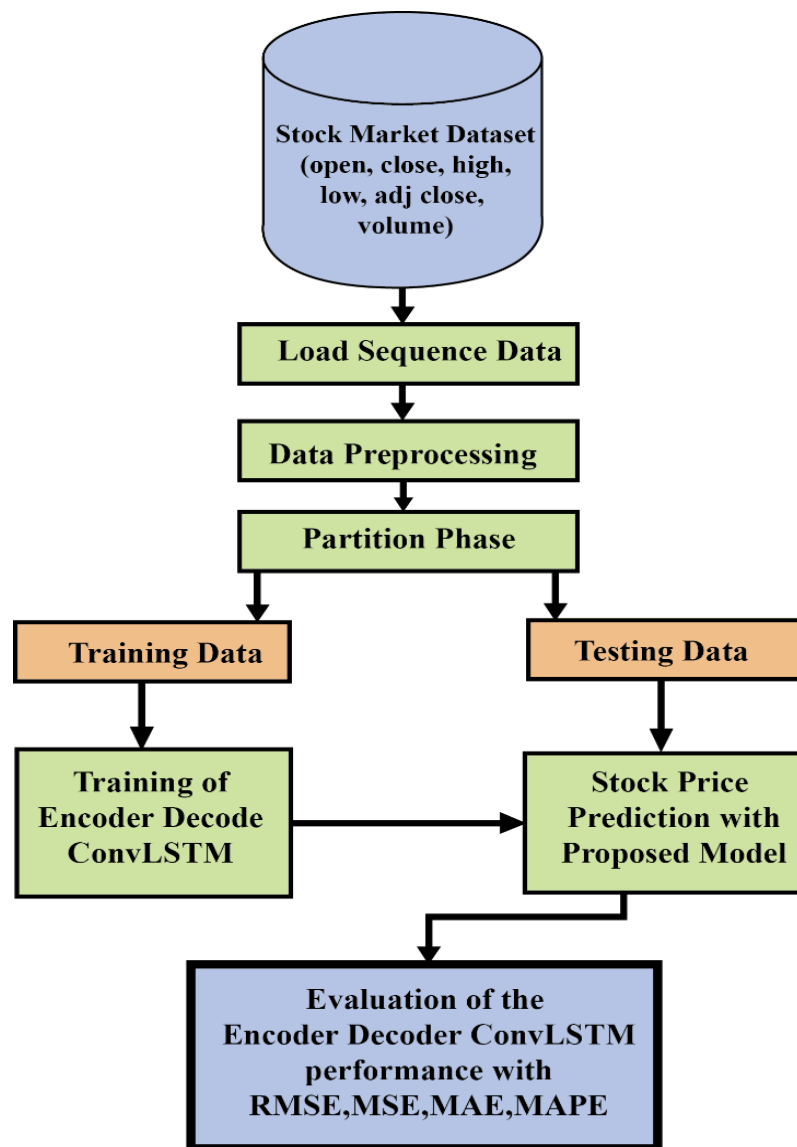 Stock Market Dataset
(open, close, high,
low, adj close,
volume)
Load Sequence Data
Data Preprocessing
Partition Phase
Training Data
Testing Data
Training of
Encoder Decode
ConvLSTM
Stock Price
Prediction with
Proposed Model
Evaluation of the
Encoder Decoder ConvLSTM
performance with
RMSE,MSE,MAE,MAPE